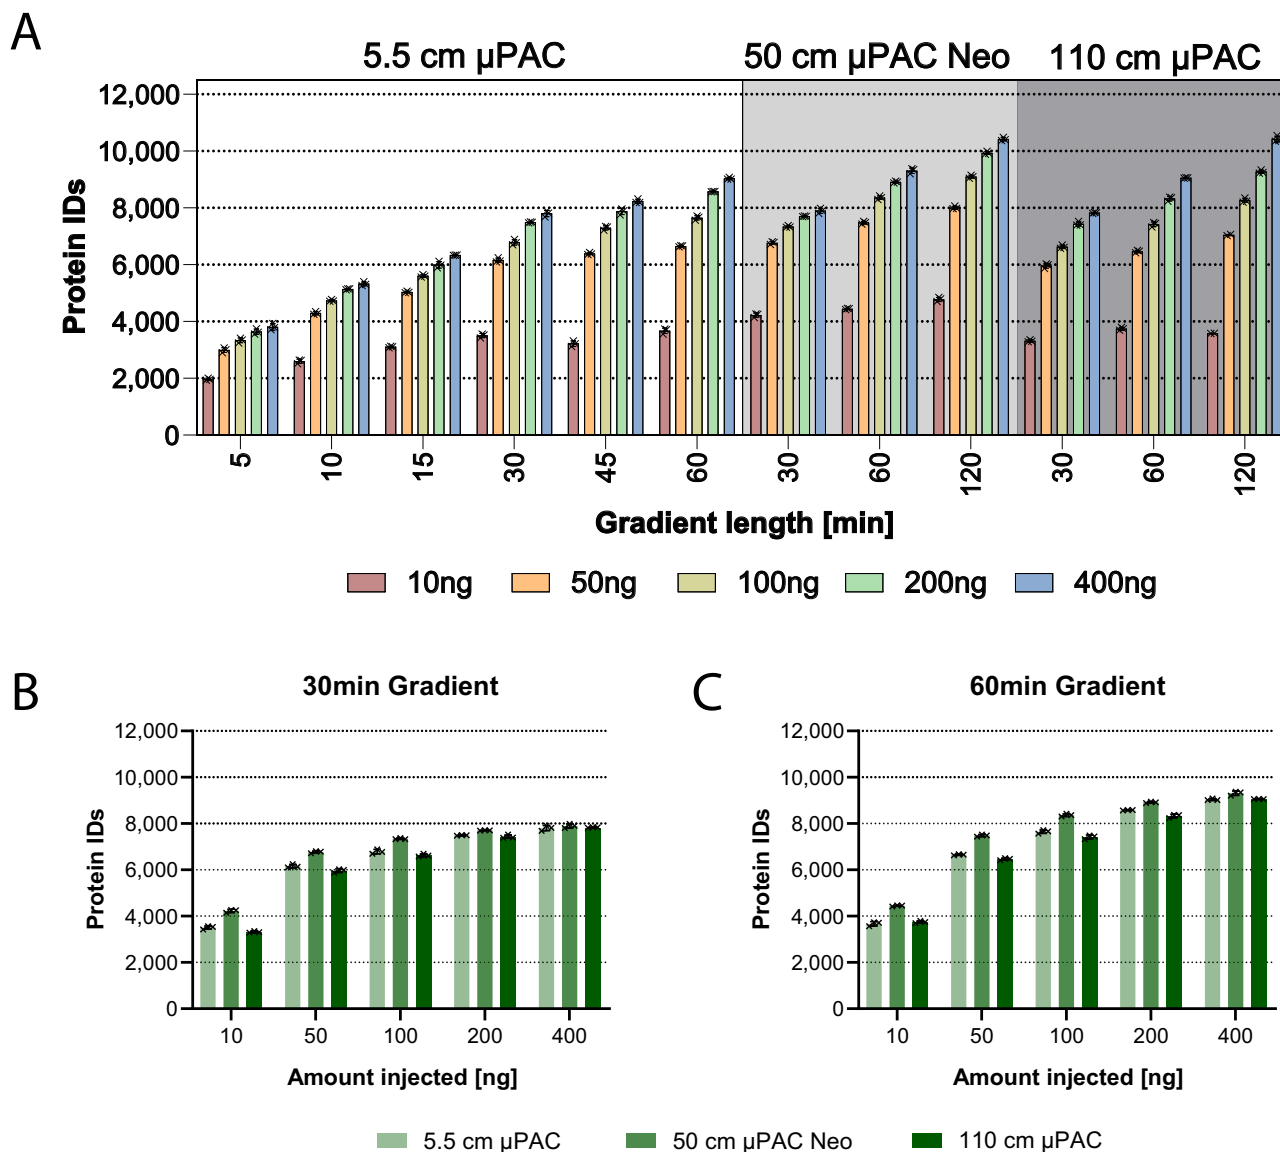 A
5.5 cm µPAC 50 cm µPAC Neo 110 cm µPAC
Protein IDs
12,000
10,000
8,000
6,000
4,000
2,000
0
5 10 15 30 45 60 30 60 120 30 60 120
Gradient length [min]
10ng 50ng 100ng 200ng 400ng
B
30min Gradient
Protein IDs
12,000
10,000
8,000
6,000
4,000
2,000
0
10 50 100 200 400
Amount injected [ng]
C
60min Gradient
Protein IDs
12,000
10,000
8,000
6,000
4,000
2,000
0
10 50 100 200 400
Amount injected [ng]
5.5 cm µPAC 50 cm µPAC Neo 110 cm µPAC